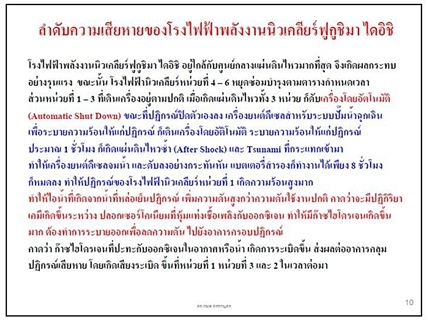 ลำดับความเสียหายของโรงไฟฟ้าพลังงานนิวเคลียร์ฟูกูชิมา ไดอิชิ
โรงไฟฟ้าพลังงานนิวเคลียร์ฟูกูชิมา ไดอิชิ อยู่ใกล้กับศูนย์กลางแผ่นดินไหวมากที่สุด จึงเกิดผลกระทบ
อย่างรุนแรง ขณะนั้น โรงไฟฟ้านิวเคลียร์หน่วยที่ 4 – 6 หยุดซ่อมบำรุงตามตารางกำหนดเวลา
ส่วนหน่วยที่ 1 – 3 ที่เดินเครื่องอยู่ตามปกติ เมื่อเกิดแผ่นดินไหวทั้ง 3 หน่วย ก็ดับเครื่องโดยอัตโนมัติ
(Automatic Shut Down) ขณะที่ปฏิกรณ์ปิดตัวเองลง เครื่องยนต์ดีเซลสำหรับระบบปั๊มน้ำฉุกเฉิน
เพื่อระบายความร้อนให้แก่ปฏิกรณ์ ก็เดินเครื่องโดยอัตโนมัติ ระบายความร้อนให้แก่ปฏิกรณ์
ประมาณ 1 ชั่วโมง ก็เกิดแผ่นดินไหวซ้ำ (After Shock) และ Tsunami ที่กระแทกเข้ามา
ทำให้เครื่องยนต์ดีเซลจมน้ำ และดับลงอย่างกระทันหัน แบตเตอรี่สำรองก็ทำงานได้เพียง 8 ชั่วโมง
ก็หมดลง ทำให้ปฏิกรณ์ของโรงไฟฟ้านิวเคลียร์หน่วยที่ 1 เกิดความร้อนสูงมาก
ทำให้ไอน้ำที่เกิดจากน้ำที่หล่อเย็นปฏิกรณ์ เพิ่มความดันสูงกว่าความดันใช้งานปกติ คาดว่าจะมีปฏิกิริยา
เคมีเกิดขึ้นระหว่าง ปลอกเซอร์โคเนียมที่หุ้มแท่งเชื้อเพลิงกับออกซิเจน ทำให้มีก๊าซไฮโดรเจนเกิดขึ้น
มาก ต้องทำการระบายออกเพื่อลดความดัน ไปยังอาคารครอบปฏิกรณ์
คาดว่า ก๊าซไฮโดรเจนที่ปะทะกับออกซิเจนในอากาศหรือน้ำ เกิดการระเบิดขึ้น ส่งผลต่ออาคารคลุม
ปฏิกรณ์เสียหาย โดยเกิดเสียงระเบิด ขึ้นที่หน่วยที่ 1 หน่วยที่ 3 และ 2 ในเวลาต่อมา
10